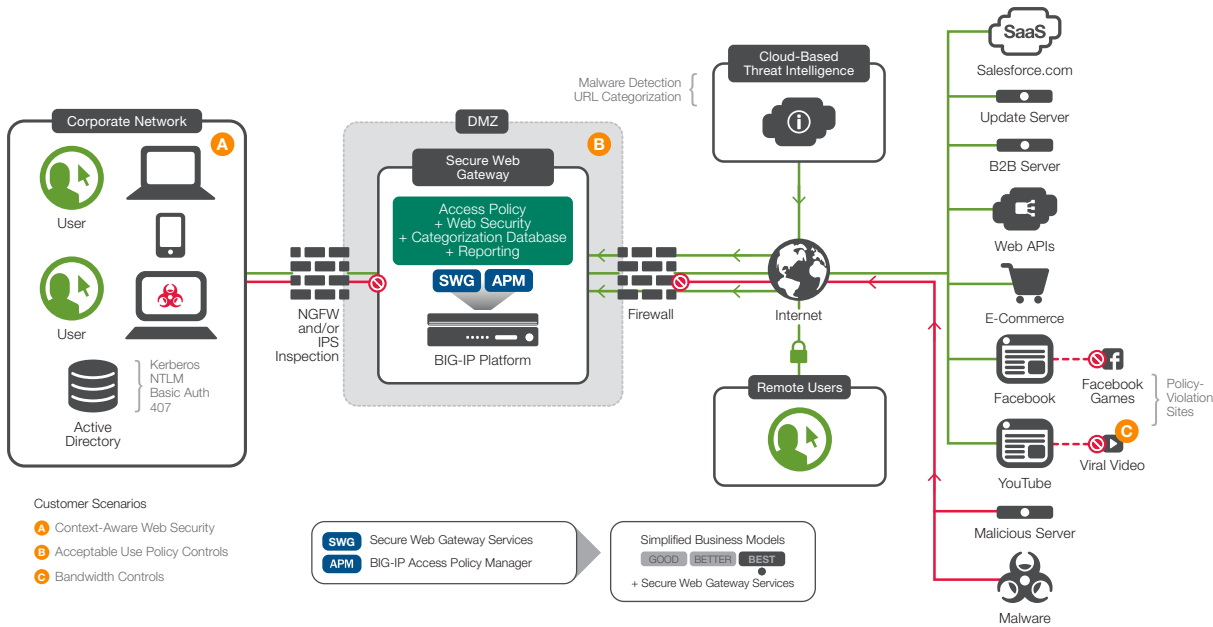 Corporate Network
A
User
User
Active
Directory
Kerberos
NTLM
Basic Auth
407
NGFW
and/or
IPS
Inspection
DMZ
B
Secure Web
Gateway
Access Policy
+ Web Security
+ Categorization Database
+ Reporting
SWG
APM
BIG-IP Platform
Firewall
Cloud-Based
Threat Intelligence
Malware Detection
URL Categorization
Internet
Remote Users
SaaS
Salesforce.com
Update Server
B2B Server
Web APIs
E-Commerce
Facebook
Facebook
Games
Policy-
Violation
Sites
YouTube
C
Viral Video
Malicious Server
Malware
Customer Scenarios
A Context-Aware Web Security
B Acceptable Use Policy Controls
C Bandwidth Controls
SWG Secure Web Gateway Services
APM BIG-IP Access Policy Manager
Simplified Business Models
GOOD BETTER BEST
+ Secure Web Gateway Services